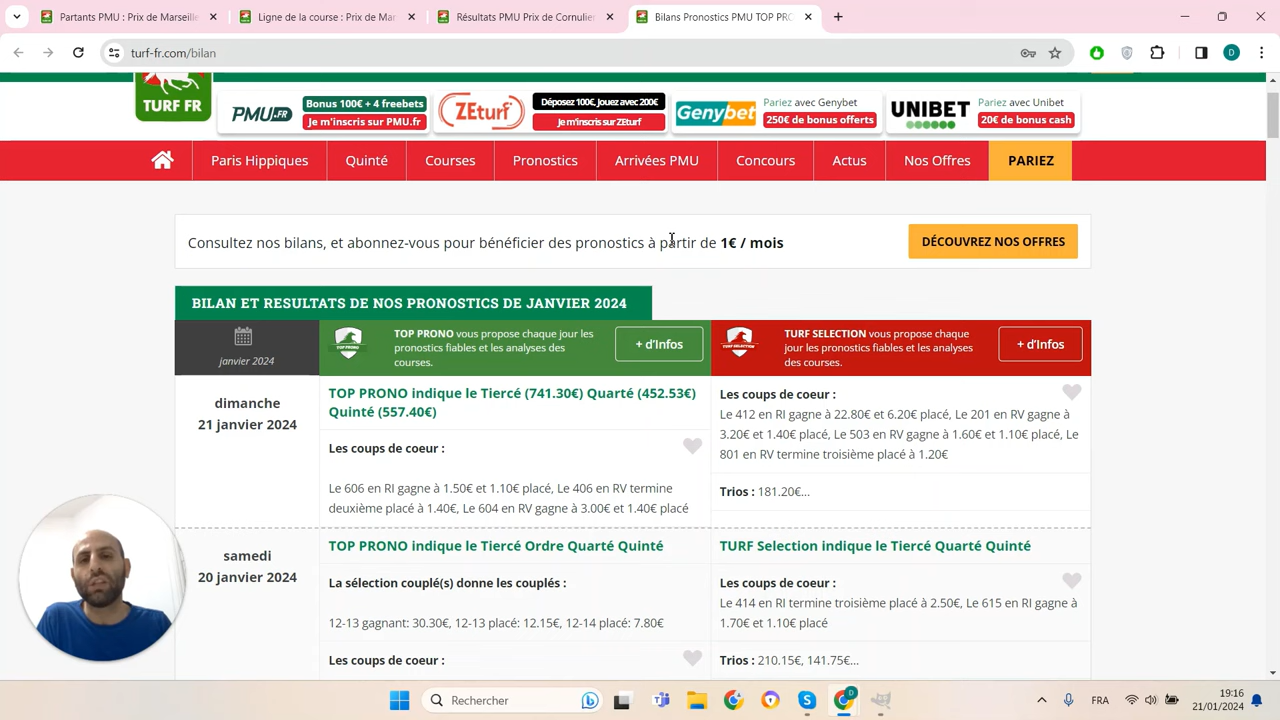 Partants PMU : Prix de Marseille
Ligne de la course : Prix de Mar
Résultats PMU Prix de Cornulier
Bilans Pronostics PMU TOP PRO
turf-fr.com/bilan
D
TURF FR
PMU.FR
Bonus 100€ + 4 freebets
Je m'inscris sur PMU.fr
ZEturf
Déposez 100€, Jouez avec 200€
Je m'inscris sur ZEturf
Genybet
Pariez avec Genybet
250€ de bonus offerts
UNIBET
Pariez avec Unibet
20€ de bonus cash
Paris Hippiques
Quinté
Courses
Pronostics
Arrivées PMU
Concours
Actus
Nos Offres
PARIEZ
Consultez nos bilans, et abonnez-vous pour bénéficier des pronostics à partir de 1€ / mois
DÉCOUVREZ NOS OFFRES
BILAN ET RESULTATS DE NOS PRONOSTICS DE JANVIER 2024
janvier 2024
TOP PRONO vous propose chaque jour les
pronostics fiables et les analyses des
courses.
+ d'Infos
TURF SELECTION vous propose chaque
jour les pronostics fiables et les analyses
des courses.
+ d'Infos
dimanche
21 janvier 2024
TOP PRONO indique le Tiercé (741.30€) Quarté (452.53€)
Quinté (557.40€)
Les coups de coeur :
Le 606 en RI gagne à 1.50€ et 1.10€ placé, Le 406 en RV termine
deuxième placé à 1.40€, Le 604 en RV gagne à 3.00€ et 1.40€ placé
Les coups de coeur :
Le 412 en RI gagne à 22.80€ et 6.20€ placé, Le 201 en RV gagne à
3.20€ et 1.40€ placé, Le 503 en RV gagne à 1.60€ et 1.10€ placé, Le
801 en RV termine troisième placé à 1.20€
Trios : 181.20€...
samedi
20 janvier 2024
TOP PRONO indique le Tiercé Ordre Quarté Quinté
La sélection couplé(s) donne les couplés :
12-13 gagnant: 30.30€, 12-13 placé: 12.15€, 12-14 placé: 7.80€
Les coups de coeur :
TURF Selection indique le Tiercé Quarté Quinté
Les coups de coeur :
Le 414 en RI termine troisième placé à 2.50€, Le 615 en RI gagne à
1.70€ et 1.10€ placé
Trios : 210.15€, 141.75€...
Rechercher
D
FRA
19:16
21/01/2024